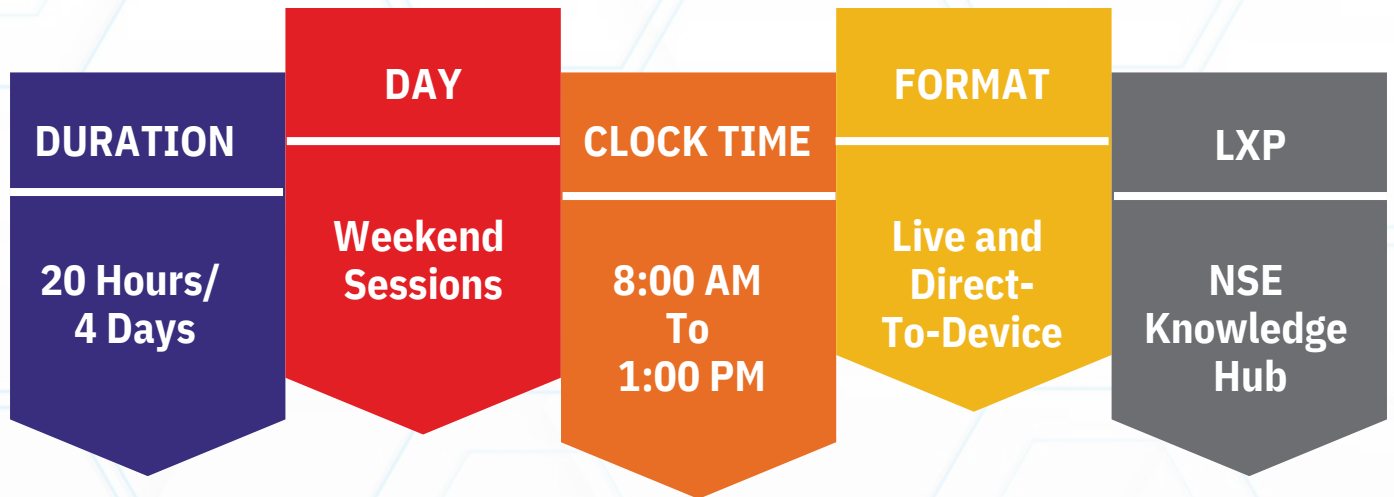 DURATION
20 Hours/
4 Days
DAY
Weekend
Sessions
CLOCK TIME
8:00 AM
To
1:00 PM
FORMAT
Live and
Direct-
To-Device
LXP
NSE
Knowledge
Hub